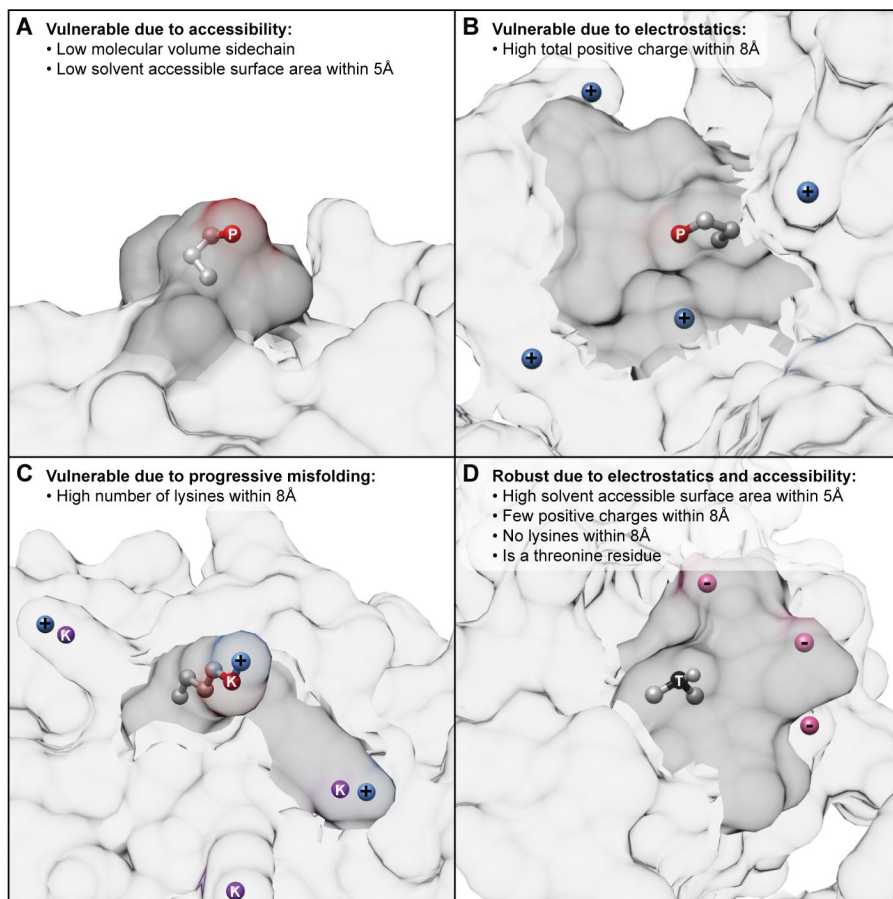 A Vulnerable due to accessibility:
• Low molecular volume sidechain
• Low solvent accessible surface area within 5Å
P
B Vulnerable due to electrostatics:
• High total positive charge within 8Å
+
+
P
+
+
C Vulnerable due to progressive misfolding:
• High number of lysines within 8Å
+
K
+
K
K +
K
D Robust due to electrostatics and accessibility:
• High solvent accessible surface area within 5Å
• Few positive charges within 8Å
• No lysines within 8Å
• Is a threonine residue
-
-
T
-